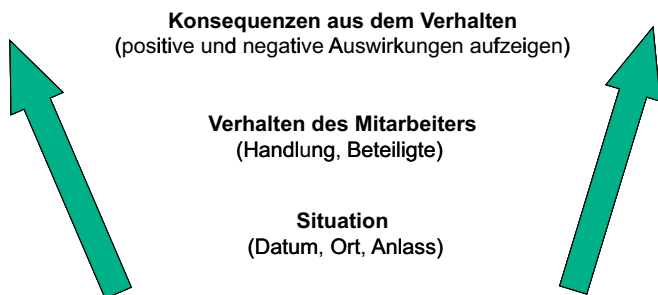 Konsequenzen aus dem Verhalten
(positive und negative Auswirkungen aufzeigen)
Verhalten des Mitarbeiters
(Handlung, Beteiligte)
Situation
(Datum, Ort, Anlass)